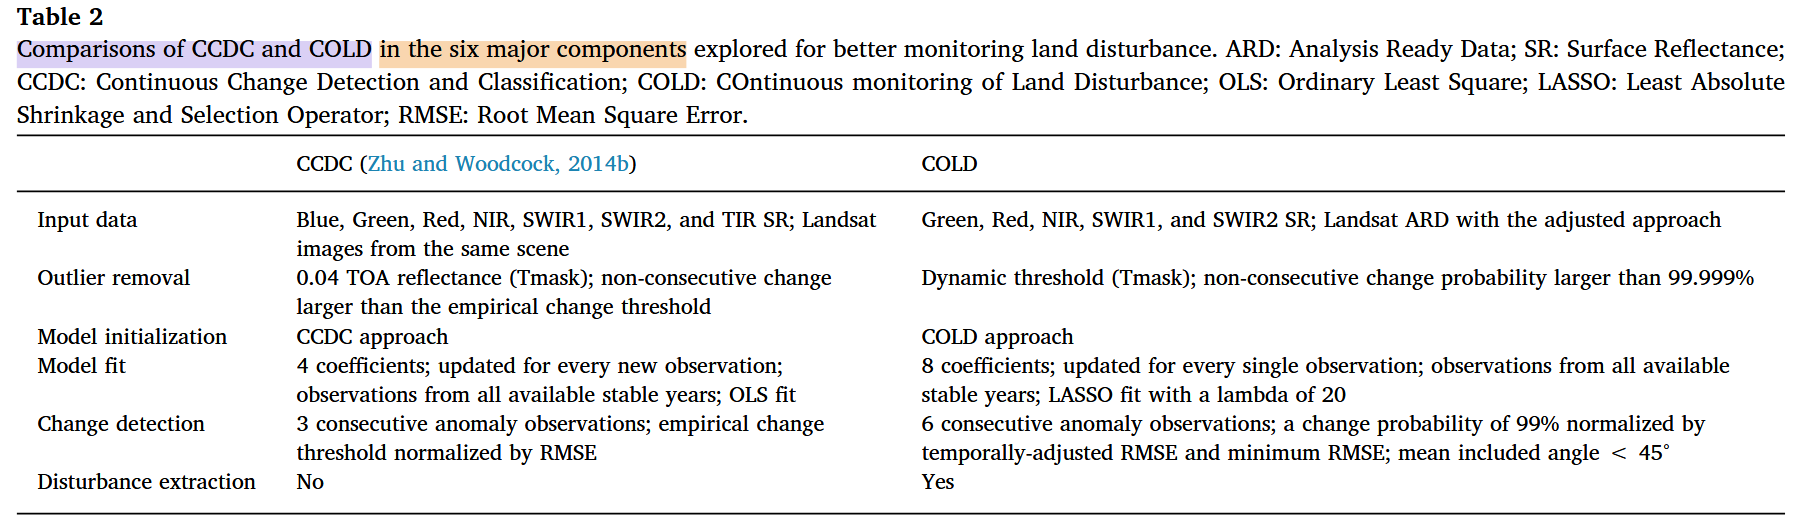 Table 2
Comparisons of CCDC and COLD in the six major components explored for better monitoring land disturbance. ARD: Analysis Ready Data; SR: Surface Reflectance;
CCDC: Continuous Change Detection and Classification; COLD: COntinuous monitoring of Land Disturbance; OLS: Ordinary Least Square; LASSO: Least Absolute
Shrinkage and Selection Operator; RMSE: Root Mean Square Error.
CCDC (Zhu and Woodcock, 2014b) COLD
Input data Blue, Green, Red, NIR, SWIR1, SWIR2, and TIR SR; Landsat Green, Red, NIR, SWIR1, and SWIR2 SR; Landsat ARD with the adjusted approach
images from the same scene
Outlier removal 0.04 TOA reflectance (Tmask); non-consecutive change Dynamic threshold (Tmask); non-consecutive change probability larger than 99.999%
larger than the empirical change threshold
Model initialization CCDC approach COLD approach
Model fit 4 coefficients; updated for every new observation; 8 coefficients; updated for every single observation; observations from all available
observations from all available stable years; OLS fit stable years; LASSO fit with a lambda of 20
Change detection 3 consecutive anomaly observations; empirical change 6 consecutive anomaly observations; a change probability of 99% normalized by
threshold normalized by RMSE temporally-adjusted RMSE and minimum RMSE; mean included angle < 45°
Disturbance extraction No Yes